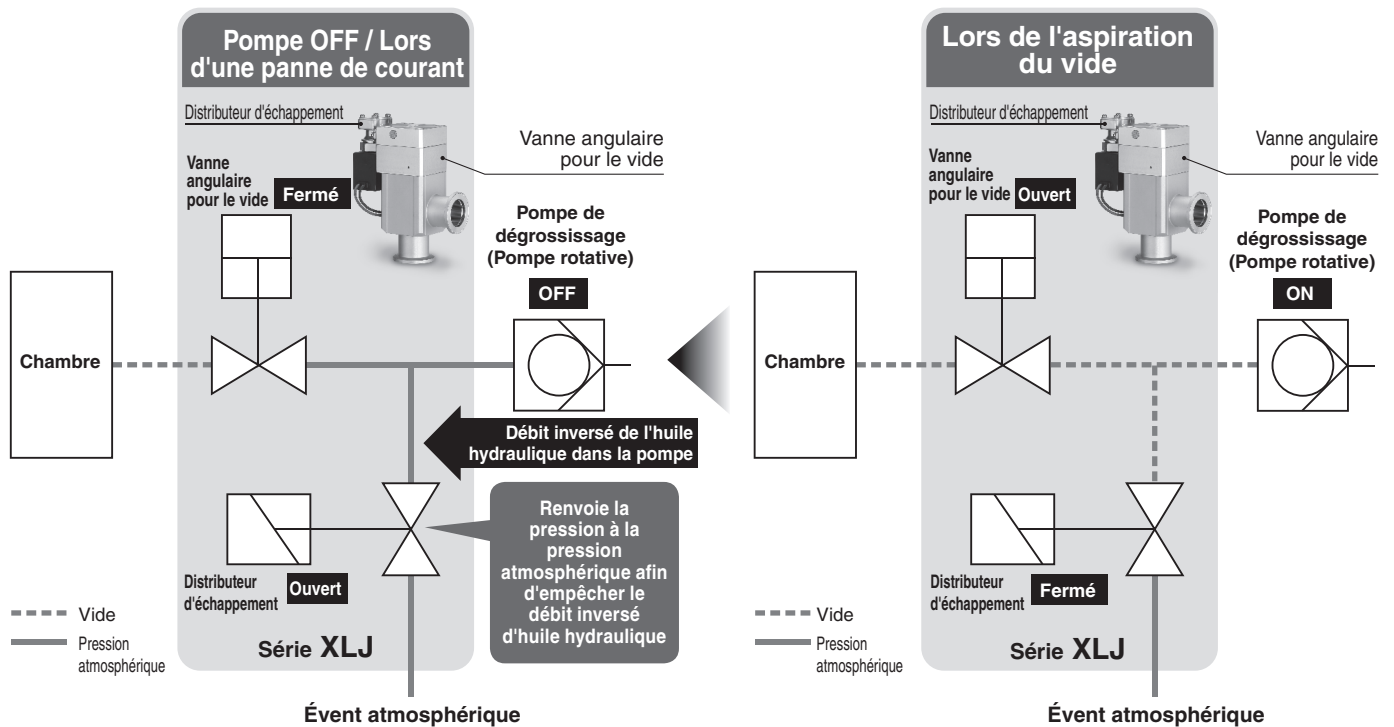 Pompe OFF / Lors
d'une panne de courant
Distributeur d'échappement
Vanne angulaire
pour le vide
Vanne
angulaire
pour le vide
Fermé
Pompe de
dégrossissage
(Pompe rotative)
OFF
Chambre
Débit inversé de l'huile
hydraulique dans la pompe
Renvoie la
pression à la
pression
atmosphérique afin
d'empêcher le
débit inversé
d'huile hydraulique
Distributeur
d'échappement
Ouvert
Vide
Pression
atmosphérique
Série XLJ
Évent atmosphérique
Lors de l'aspiration
du vide
Distributeur d'échappement
Vanne angulaire
pour le vide
Vanne
angulaire
pour le vide
Ouvert
Pompe de
dégrossissage
(Pompe rotative)
ON
Chambre
Distributeur
d'échappement
Fermé
Vide
Pression
atmosphérique
Série XLJ
Évent atmosphérique